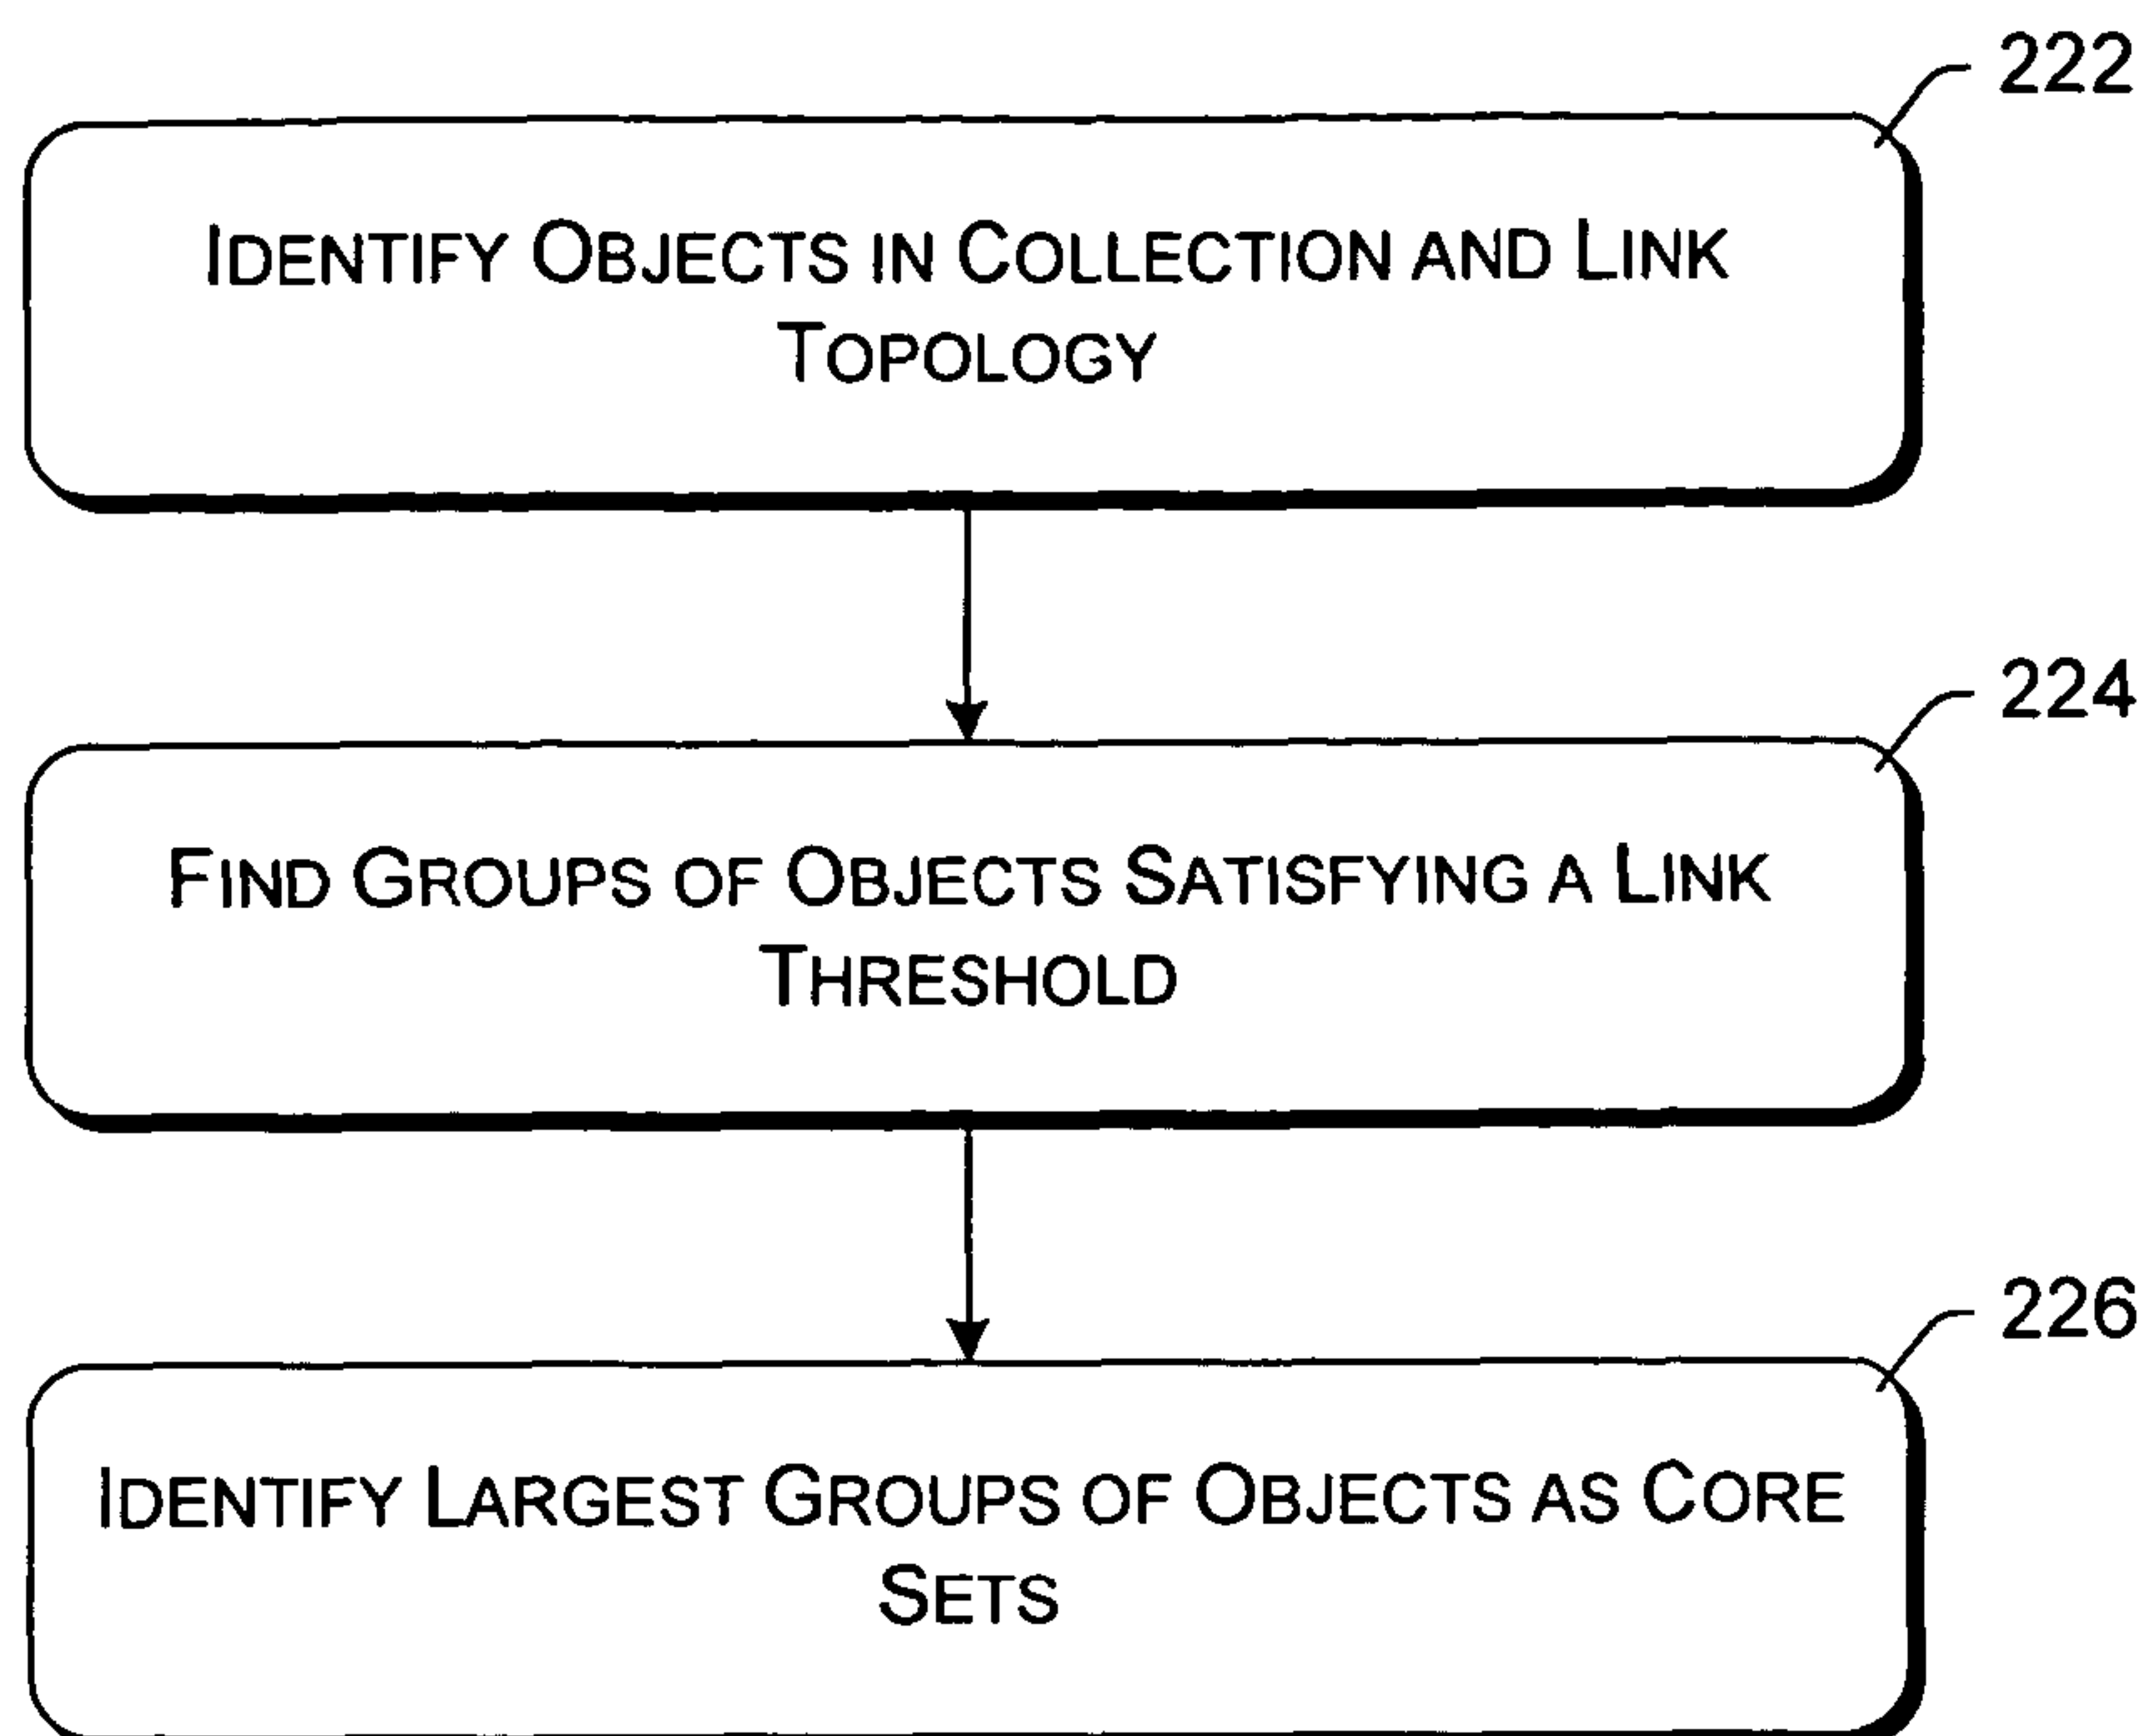 222
IDENTIFY OBJECTS IN COLLECTION AND LINK
TOPOLOGY
224
FIND GROUPS OF OBJECTS SATISFYING A LINK
THRESHOLD
226
IDENTIFY LARGEST GROUPS OF OBJECTS AS CORE
SETS